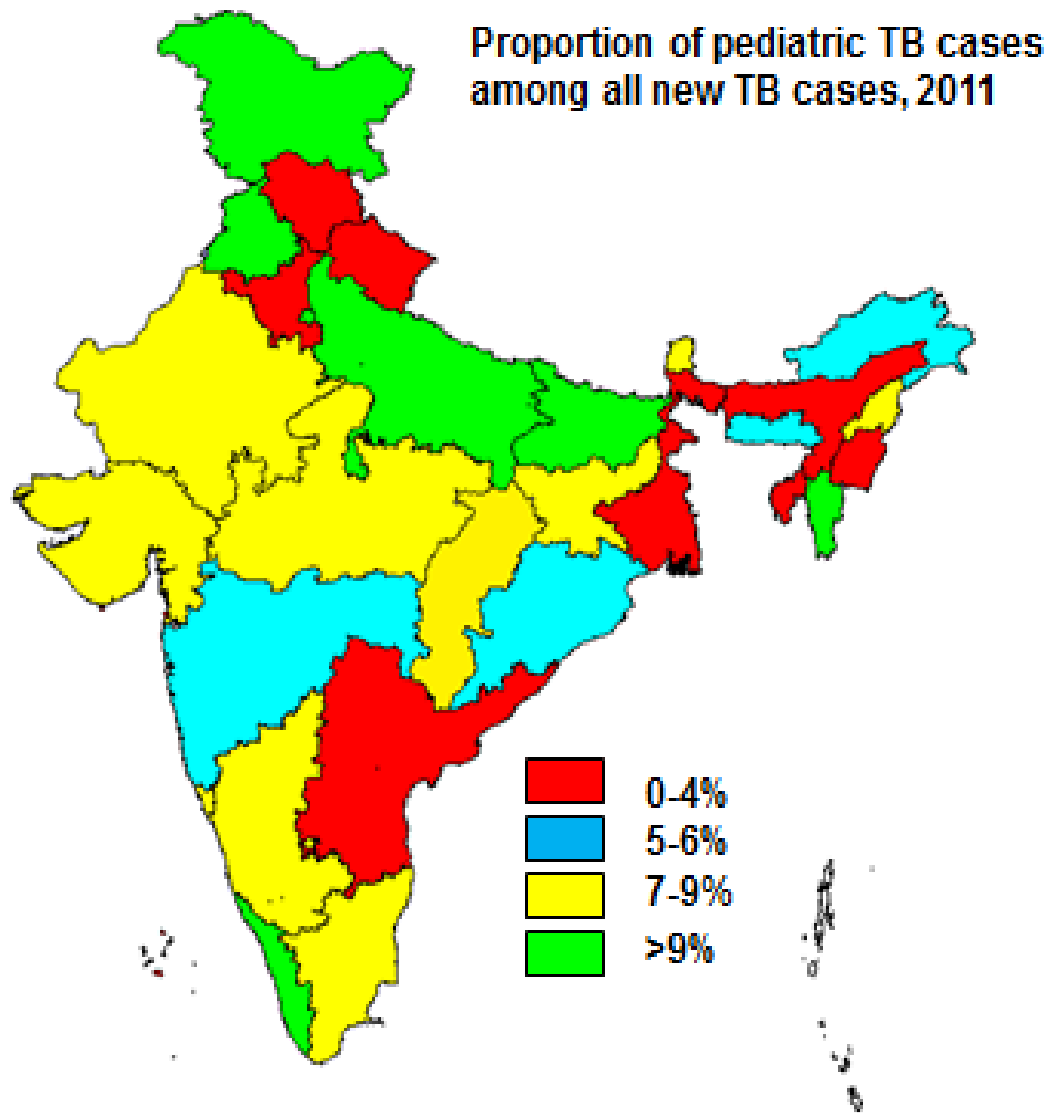 Proportion of pediatric TB cases
among all new TB cases, 2011
0-4%
5-6%
7-9%
>9%